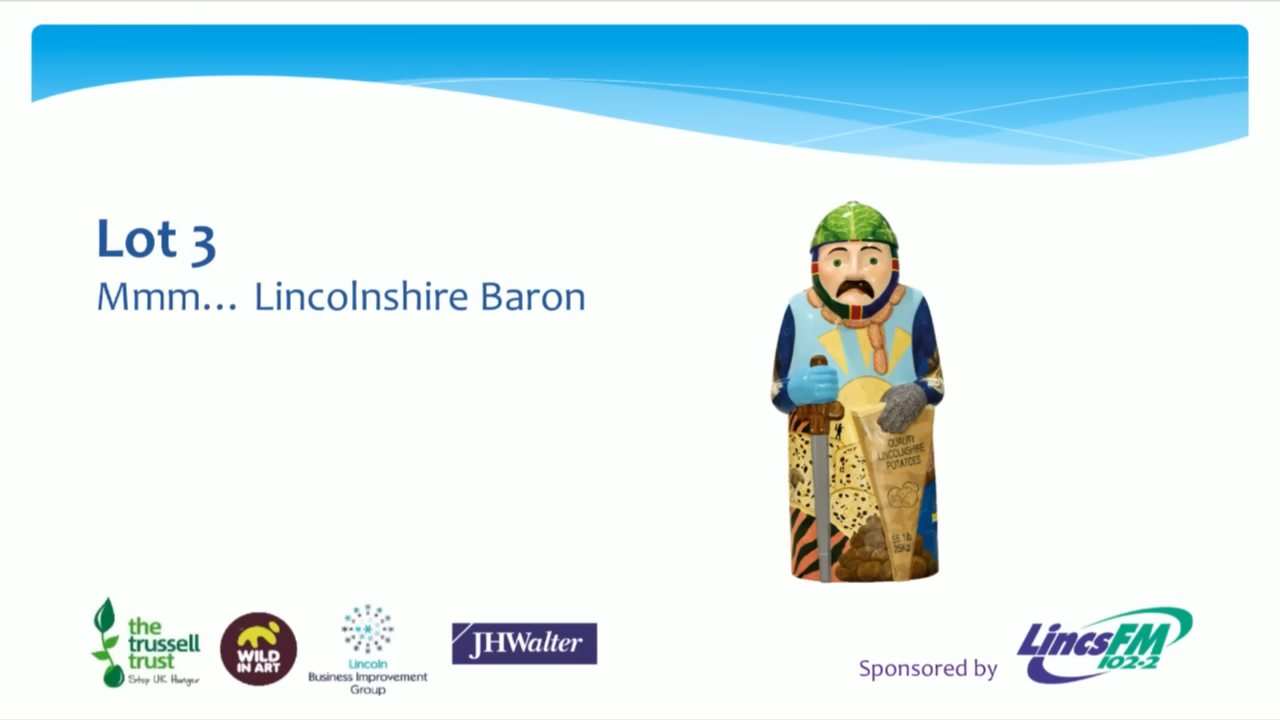 Lot 3
Mmm... Lincolnshire Baron
QUALITY
LINCOLNSHIRE
POTATOES
55.1lb
25Kg
the
trussell
trust
Stop UK Hunger
WILD
IN ART
Lincoln
Business Improvement
Group
JHWalter
Sponsored by
LincsFM
102·2